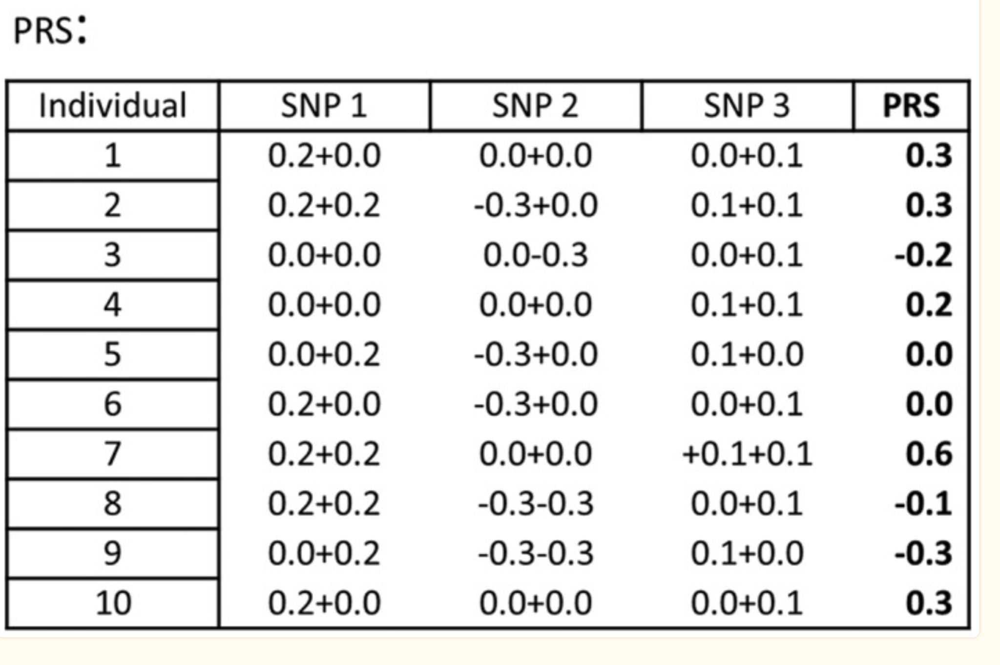 PRS:
Individual SNP 1 SNP 2 SNP 3 PRS
1 0.2+0.0 0.0+0.0 0.0+0.1 0.3
2 0.2+0.2 -0.3+0.0 0.1+0.1 0.3
3 0.0+0.0 0.0-0.3 0.0+0.1 -0.2
4 0.0+0.0 0.0+0.0 0.1+0.1 0.2
5 0.0+0.2 -0.3+0.0 0.1+0.0 0.0
6 0.2+0.0 -0.3+0.0 0.0+0.1 0.0
7 0.2+0.2 0.0+0.0 +0.1+0.1 0.6
8 0.2+0.2 -0.3-0.3 0.0+0.1 -0.1
9 0.0+0.2 -0.3-0.3 0.1+0.0 -0.3
10 0.2+0.0 0.0+0.0 0.0+0.1 0.3